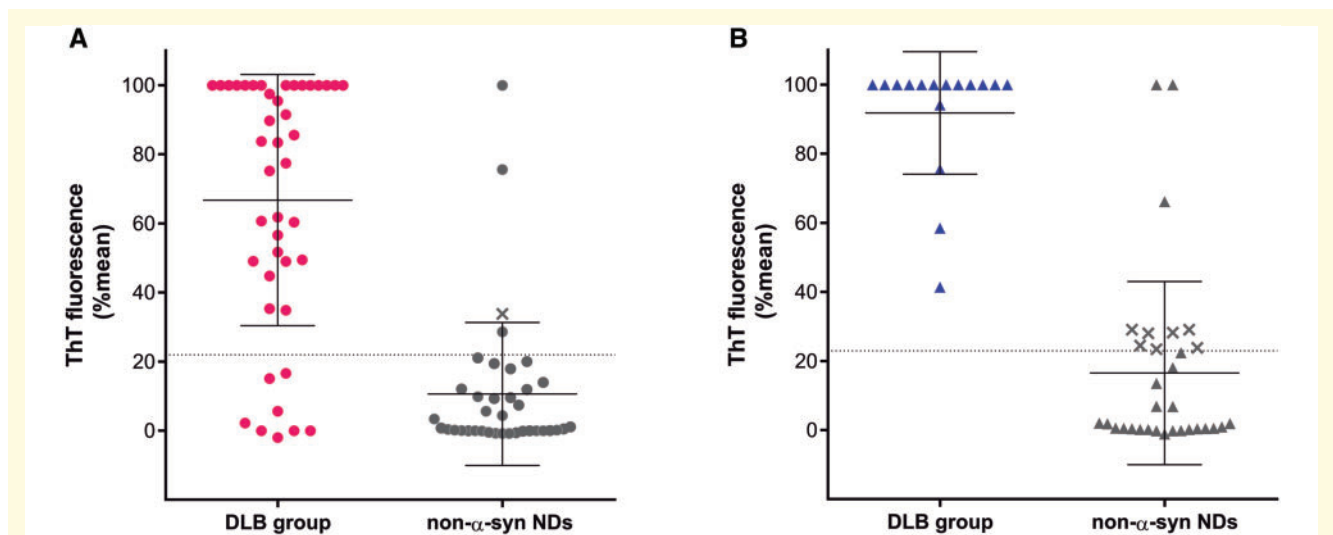 A
ThT fluorescence
(%mean)
100
80
60
40
20
0
DLB group
non-α-syn NDs
B
ThT fluorescence
(%mean)
100
80
60
40
20
0
DLB group
non-α-syn NDs